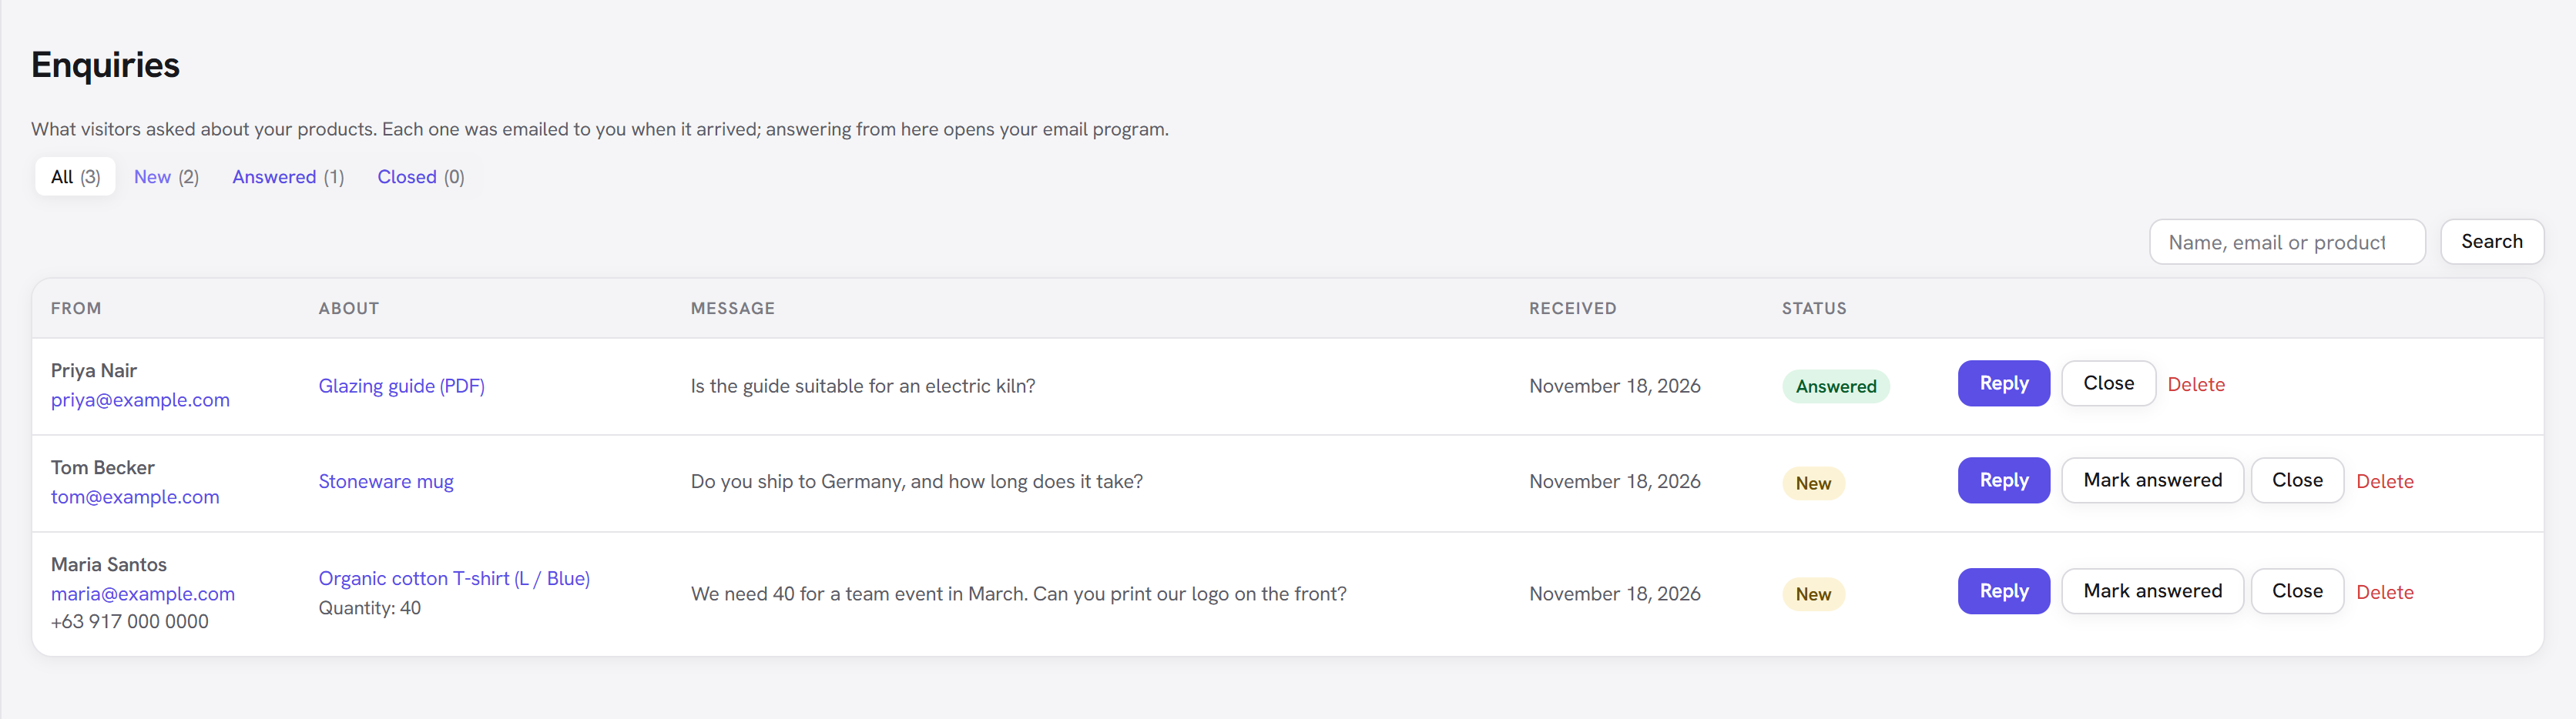 Enquiries
What visitors asked about your products. Each one was emailed to you when it arrived; answering from here opens your email program.
All (3) New (2) Answered (1) Closed (0)
Name, email or product Search
FROM ABOUT MESSAGE RECEIVED STATUS
Priya Nair
priya@example.com
Glazing guide (PDF)
Is the guide suitable for an electric kiln?
November 18, 2026
Answered
Reply Close Delete
Tom Becker
tom@example.com
Stoneware mug
Do you ship to Germany, and how long does it take?
November 18, 2026
New
Reply Mark answered Close Delete
Maria Santos
maria@example.com
+63 917 000 0000
Organic cotton T-shirt (L / Blue)
Quantity: 40
We need 40 for a team event in March. Can you print our logo on the front?
November 18, 2026
New
Reply Mark answered Close Delete